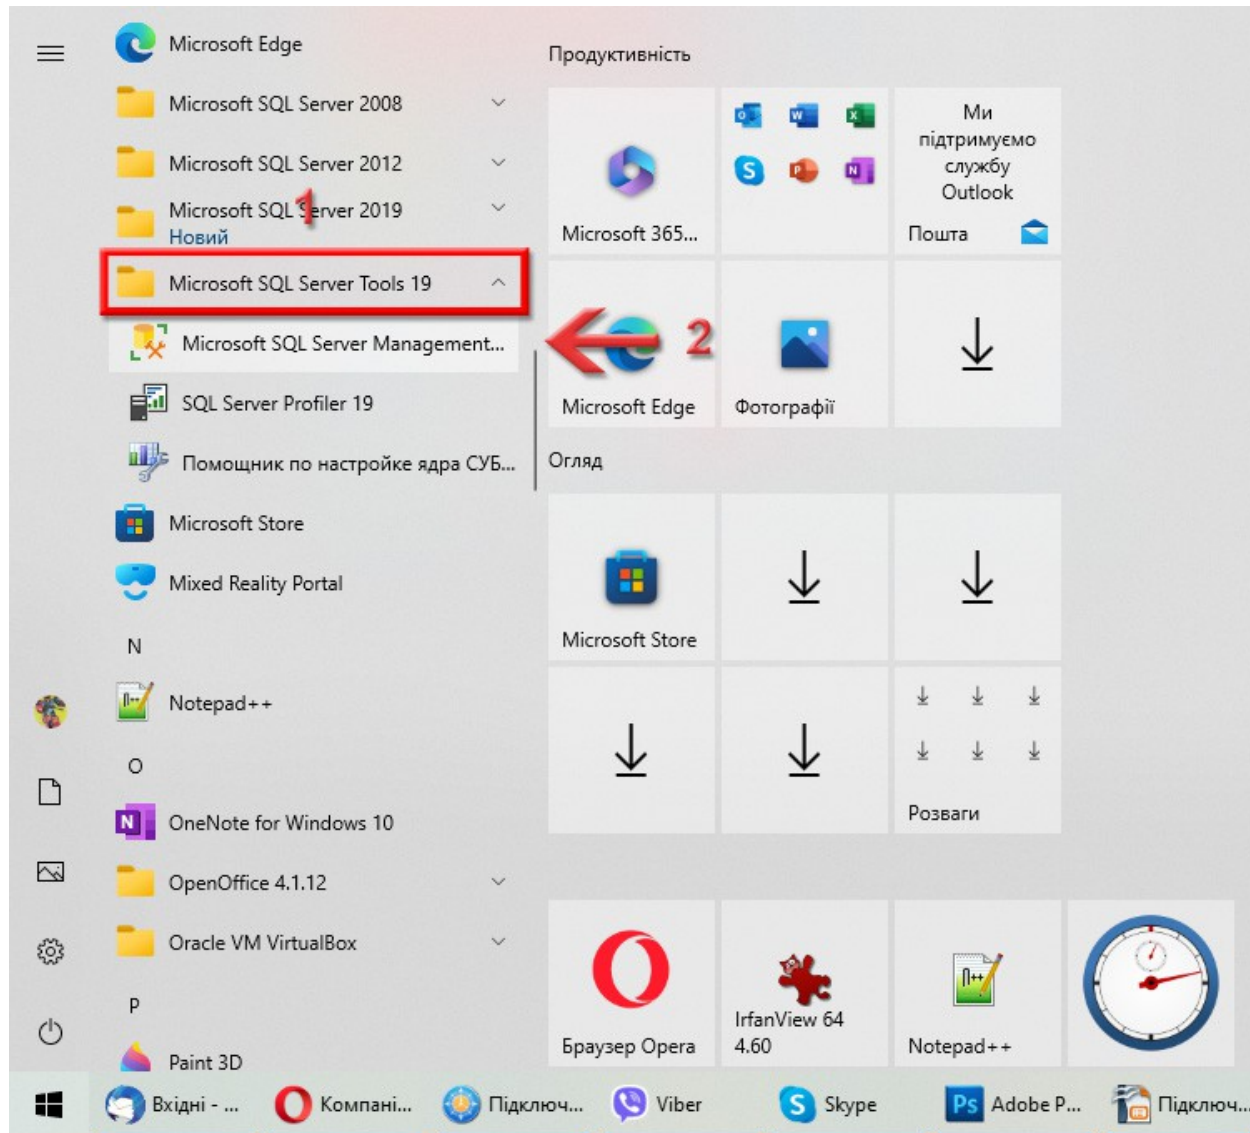 Microsoft Edge
Microsoft SQL Server 2008
Microsoft SQL Server 2012
Microsoft SQL Server 2019
Новий
1
Microsoft SQL Server Tools 19
Microsoft SQL Server Management...
SQL Server Profiler 19
Помощник по настройке ядра СУБ...
Microsoft Store
Mixed Reality Portal
N
Notepad++
O
OneNote for Windows 10
OpenOffice 4.1.12
Oracle VM VirtualBox
P
Paint 3D
Продуктивність
Microsoft 365...
Ми
підтримуємо
службу
Outlook
Пошта
2
Microsoft Edge
Фотографії
Огляд
Microsoft Store
Розваги
Браузер Opera
IrfanView 64
4.60
Notepad++
Вхідні - ...
Компані...
Підключ...
Viber
Skype
Ps Adobe P...
Підключ...